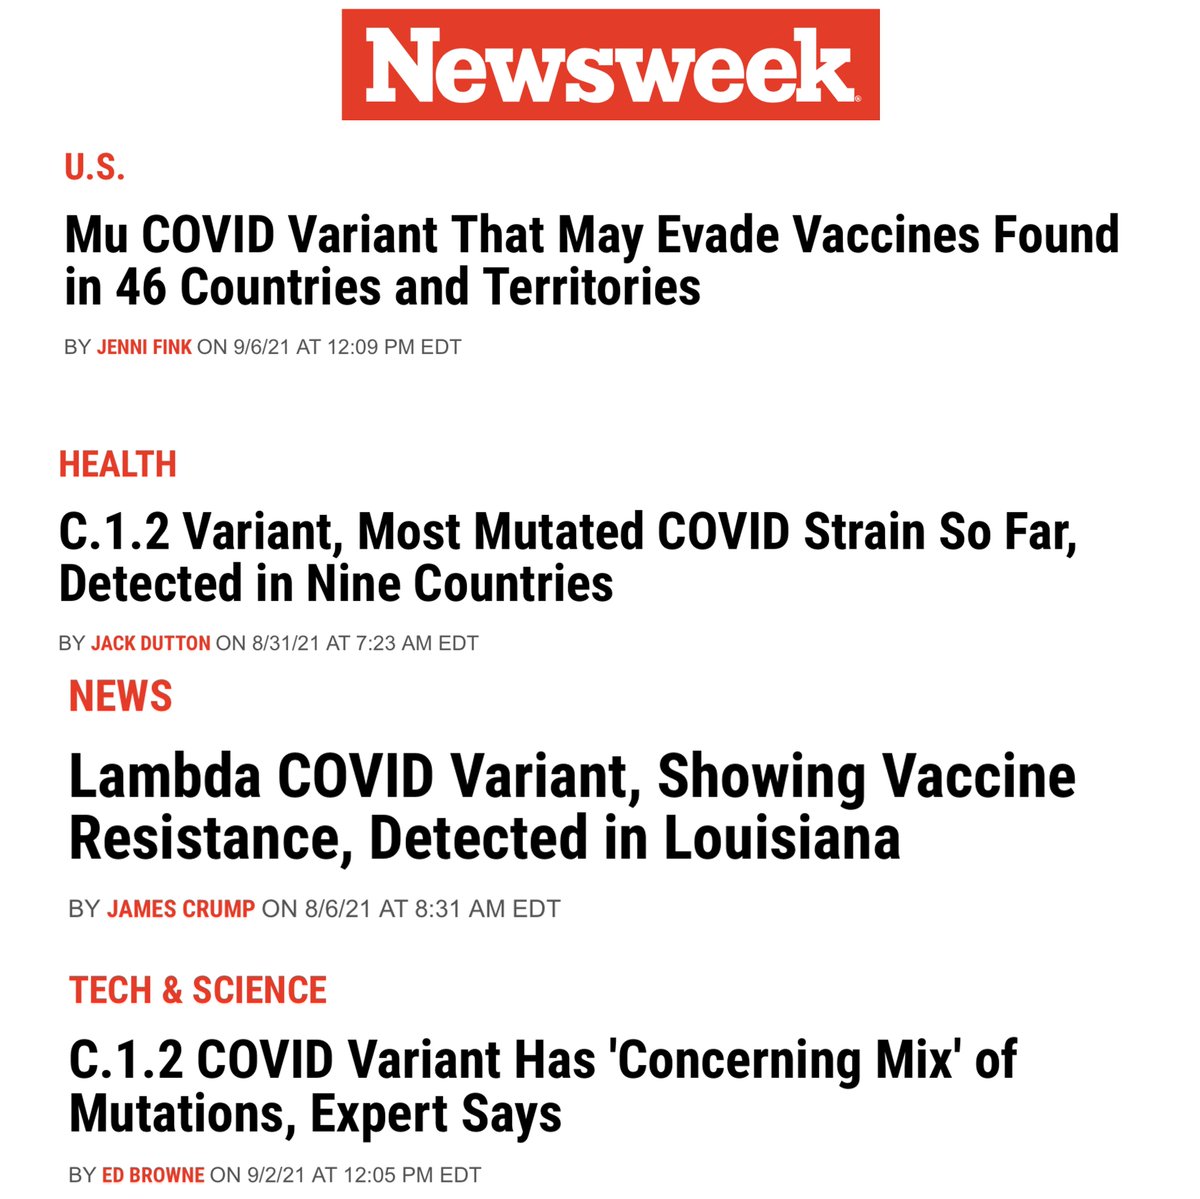 Newsweek®
U.S.
Mu COVID Variant That May Evade Vaccines Found
in 46 Countries and Territories
BY JENNI FINK ON 9/6/21 AT 12:09 PM EDT
HEALTH
C.1.2 Variant, Most Mutated COVID Strain So Far,
Detected in Nine Countries
BY JACK DUTTON ON 8/31/21 AT 7:23 AM EDT
NEWS
Lambda COVID Variant, Showing Vaccine
Resistance, Detected in Louisiana
BY JAMES CRUMP ON 8/6/21 AT 8:31 AM EDT
TECH & SCIENCE
C.1.2 COVID Variant Has 'Concerning Mix' of
Mutations, Expert Says
BY ED BROWNE ON 9/2/21 AT 12:05 PM EDT